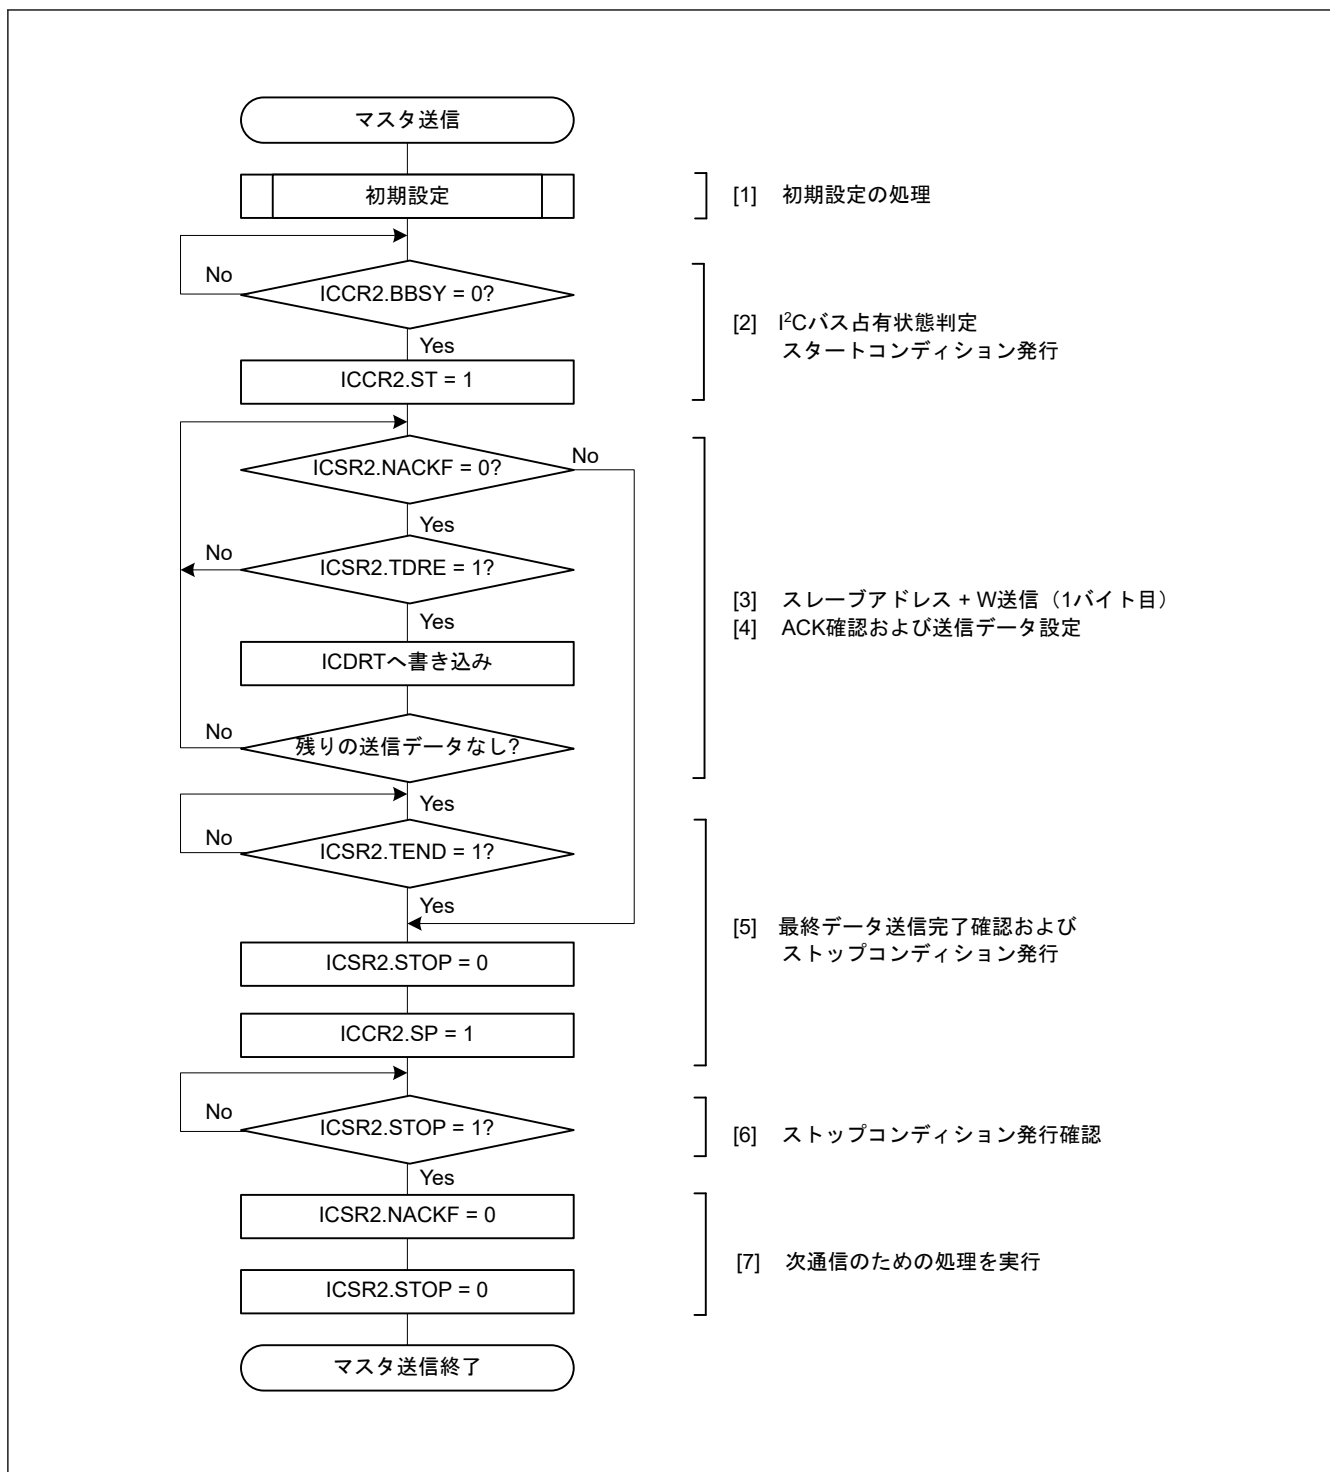 マスタ送信
初期設定
[1] 初期設定の処理
No
ICCR2.BBSY = 0?
Yes
[2] I²Cバス占有状態判定
スタートコンディション発行
ICCR2.ST = 1
ICSR2.NACKF = 0?
No
Yes
No
ICSR2.TDRE = 1?
Yes
[3] スレーブアドレス + W送信（1バイト目）
[4] ACK確認および送信データ設定
ICDRTへ書き込み
No
残りの送信データなし?
Yes
No
ICSR2.TEND = 1?
Yes
[5] 最終データ送信完了確認および
ストップコンディション発行
ICSR2.STOP = 0
ICCR2.SP = 1
No
ICSR2.STOP = 1?
[6] ストップコンディション発行確認
Yes
ICSR2.NACKF = 0
[7] 次通信のための処理を実行
ICSR2.STOP = 0
マスタ送信終了